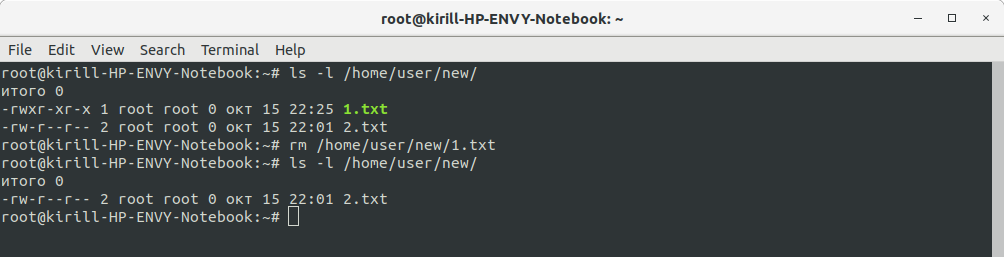 root@kirill-HP-ENVY-Notebook: ~
File Edit View Search Terminal Help
root@kirill-HP-ENVY-Notebook:~# ls -l /home/user/new/
итого 0
-rwxr-xr-x 1 root root 0 окт 15 22:25 1.txt
-rw-r--r-- 2 root root 0 окт 15 22:01 2.txt
root@kirill-HP-ENVY-Notebook:~# rm /home/user/new/1.txt
root@kirill-HP-ENVY-Notebook:~# ls -l /home/user/new/
итого 0
-rw-r--r-- 2 root root 0 окт 15 22:01 2.txt
root@kirill-HP-ENVY-Notebook:~#